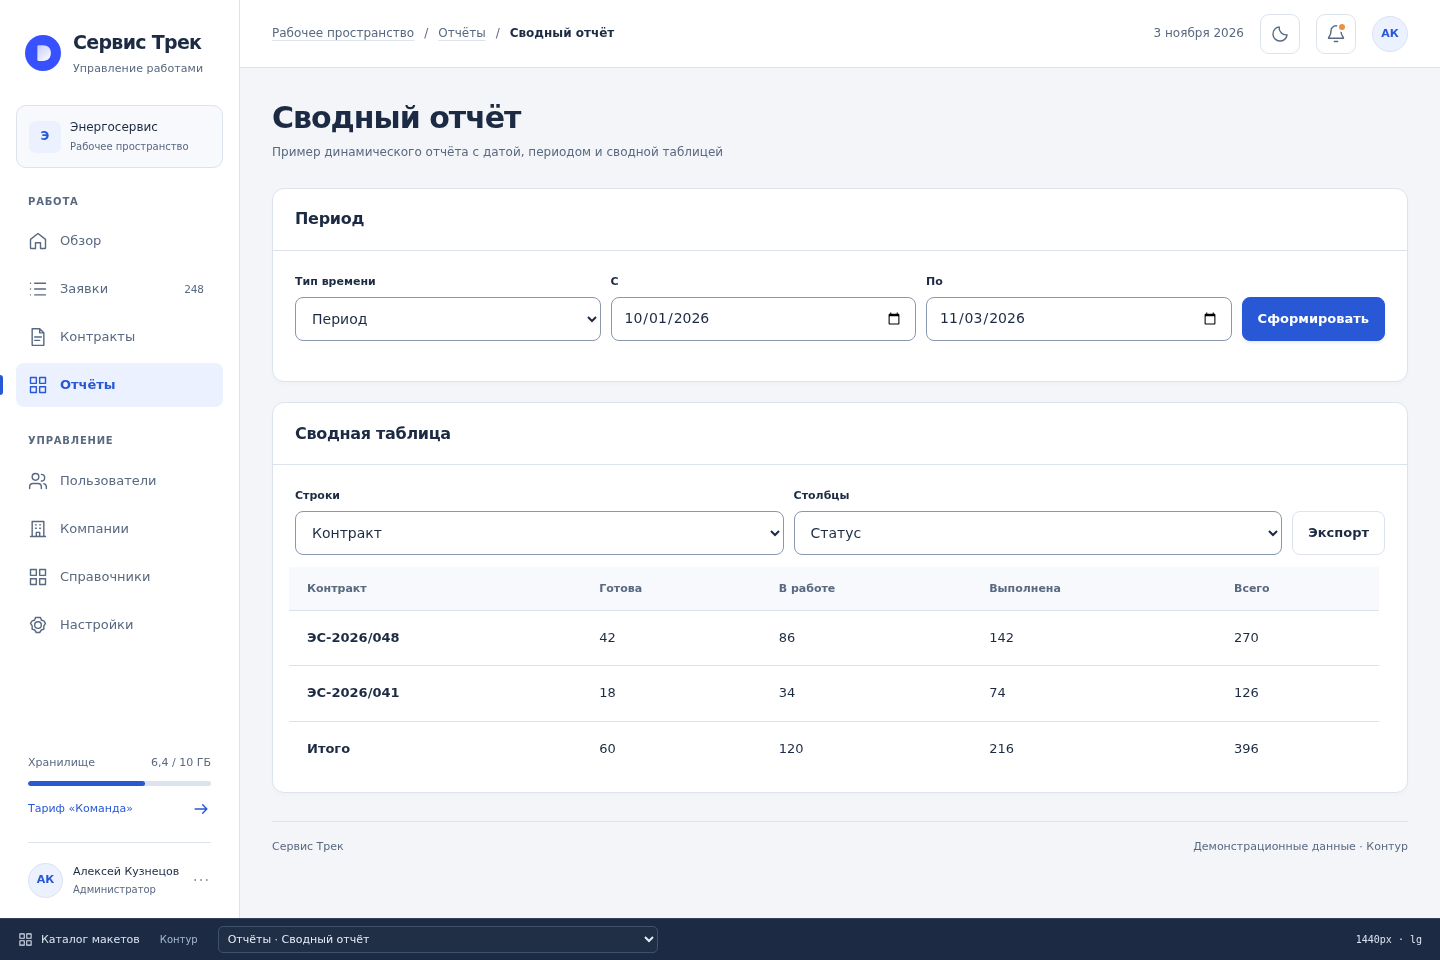 Сервис Трек
Управление работами
Э
Энергосервис
Рабочее пространство
РАБОТА
Обзор
Заявки 248
Контракты
Отчёты
УПРАВЛЕНИЕ
Пользователи
Компании
Справочники
Настройки
Хранилище 6,4 / 10 ГБ
Тариф «Команда»
АК
Алексей Кузнецов
Администратор
Рабочее пространство / Отчёты / Сводный отчёт
3 ноября 2026
АК
Сводный отчёт
Пример динамического отчёта с датой, периодом и сводной таблицей
Период
Тип времени С По
Период 10/01/2026 11/03/2026 Сформировать
Сводная таблица
Строки Столбцы
Контракт Статус Экспорт
Контракт Готова В работе Выполнена Всего
ЭС-2026/048 42 86 142 270
ЭС-2026/041 18 34 74 126
Итого 60 120 216 396
Сервис Трек Демонстрационные данные · Контур
Каталог макетов Контур Отчёты · Сводный отчёт 1440px · lg